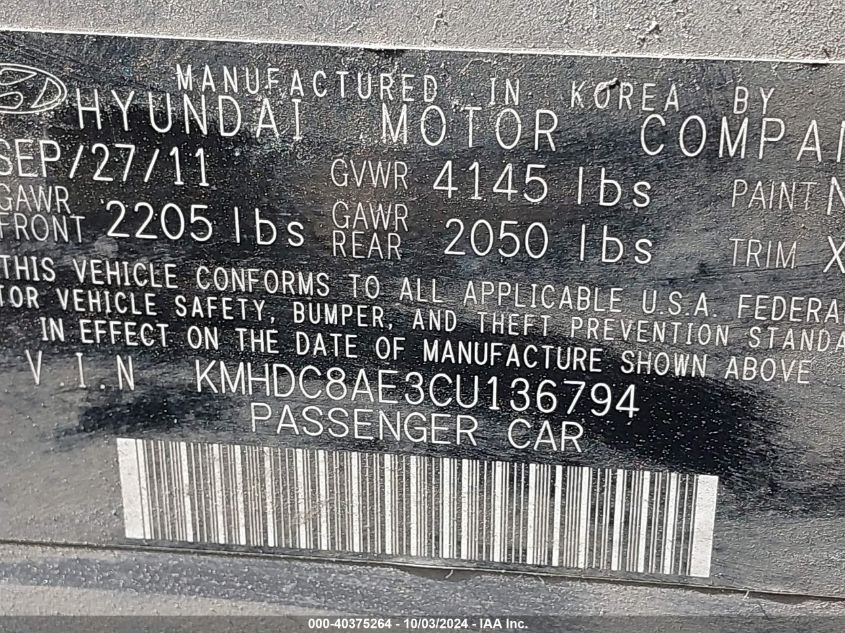 MANUFACTURED IN KOREA BY
HYUNDAI MOTOR COMPAN
SEP/27/11 GVWR 4145 lbs PAINT N
GAWR FRONT 2205 lbs GAWR REAR 2050 lbs TRIM X
THIS VEHICLE CONFORMS TO ALL APPLICABLE U.S.A. FEDERAL
TOR VEHICLE SAFETY, BUMPER, AND THEFT PREVENTION STANDA
IN EFFECT ON THE DATE OF MANUFACTURE SHOWN ABOVE
V.I.N KMHDC8AE3CU136794
PASSENGER CAR
000-40375264 - 10/03/2024 - IAA Inc.